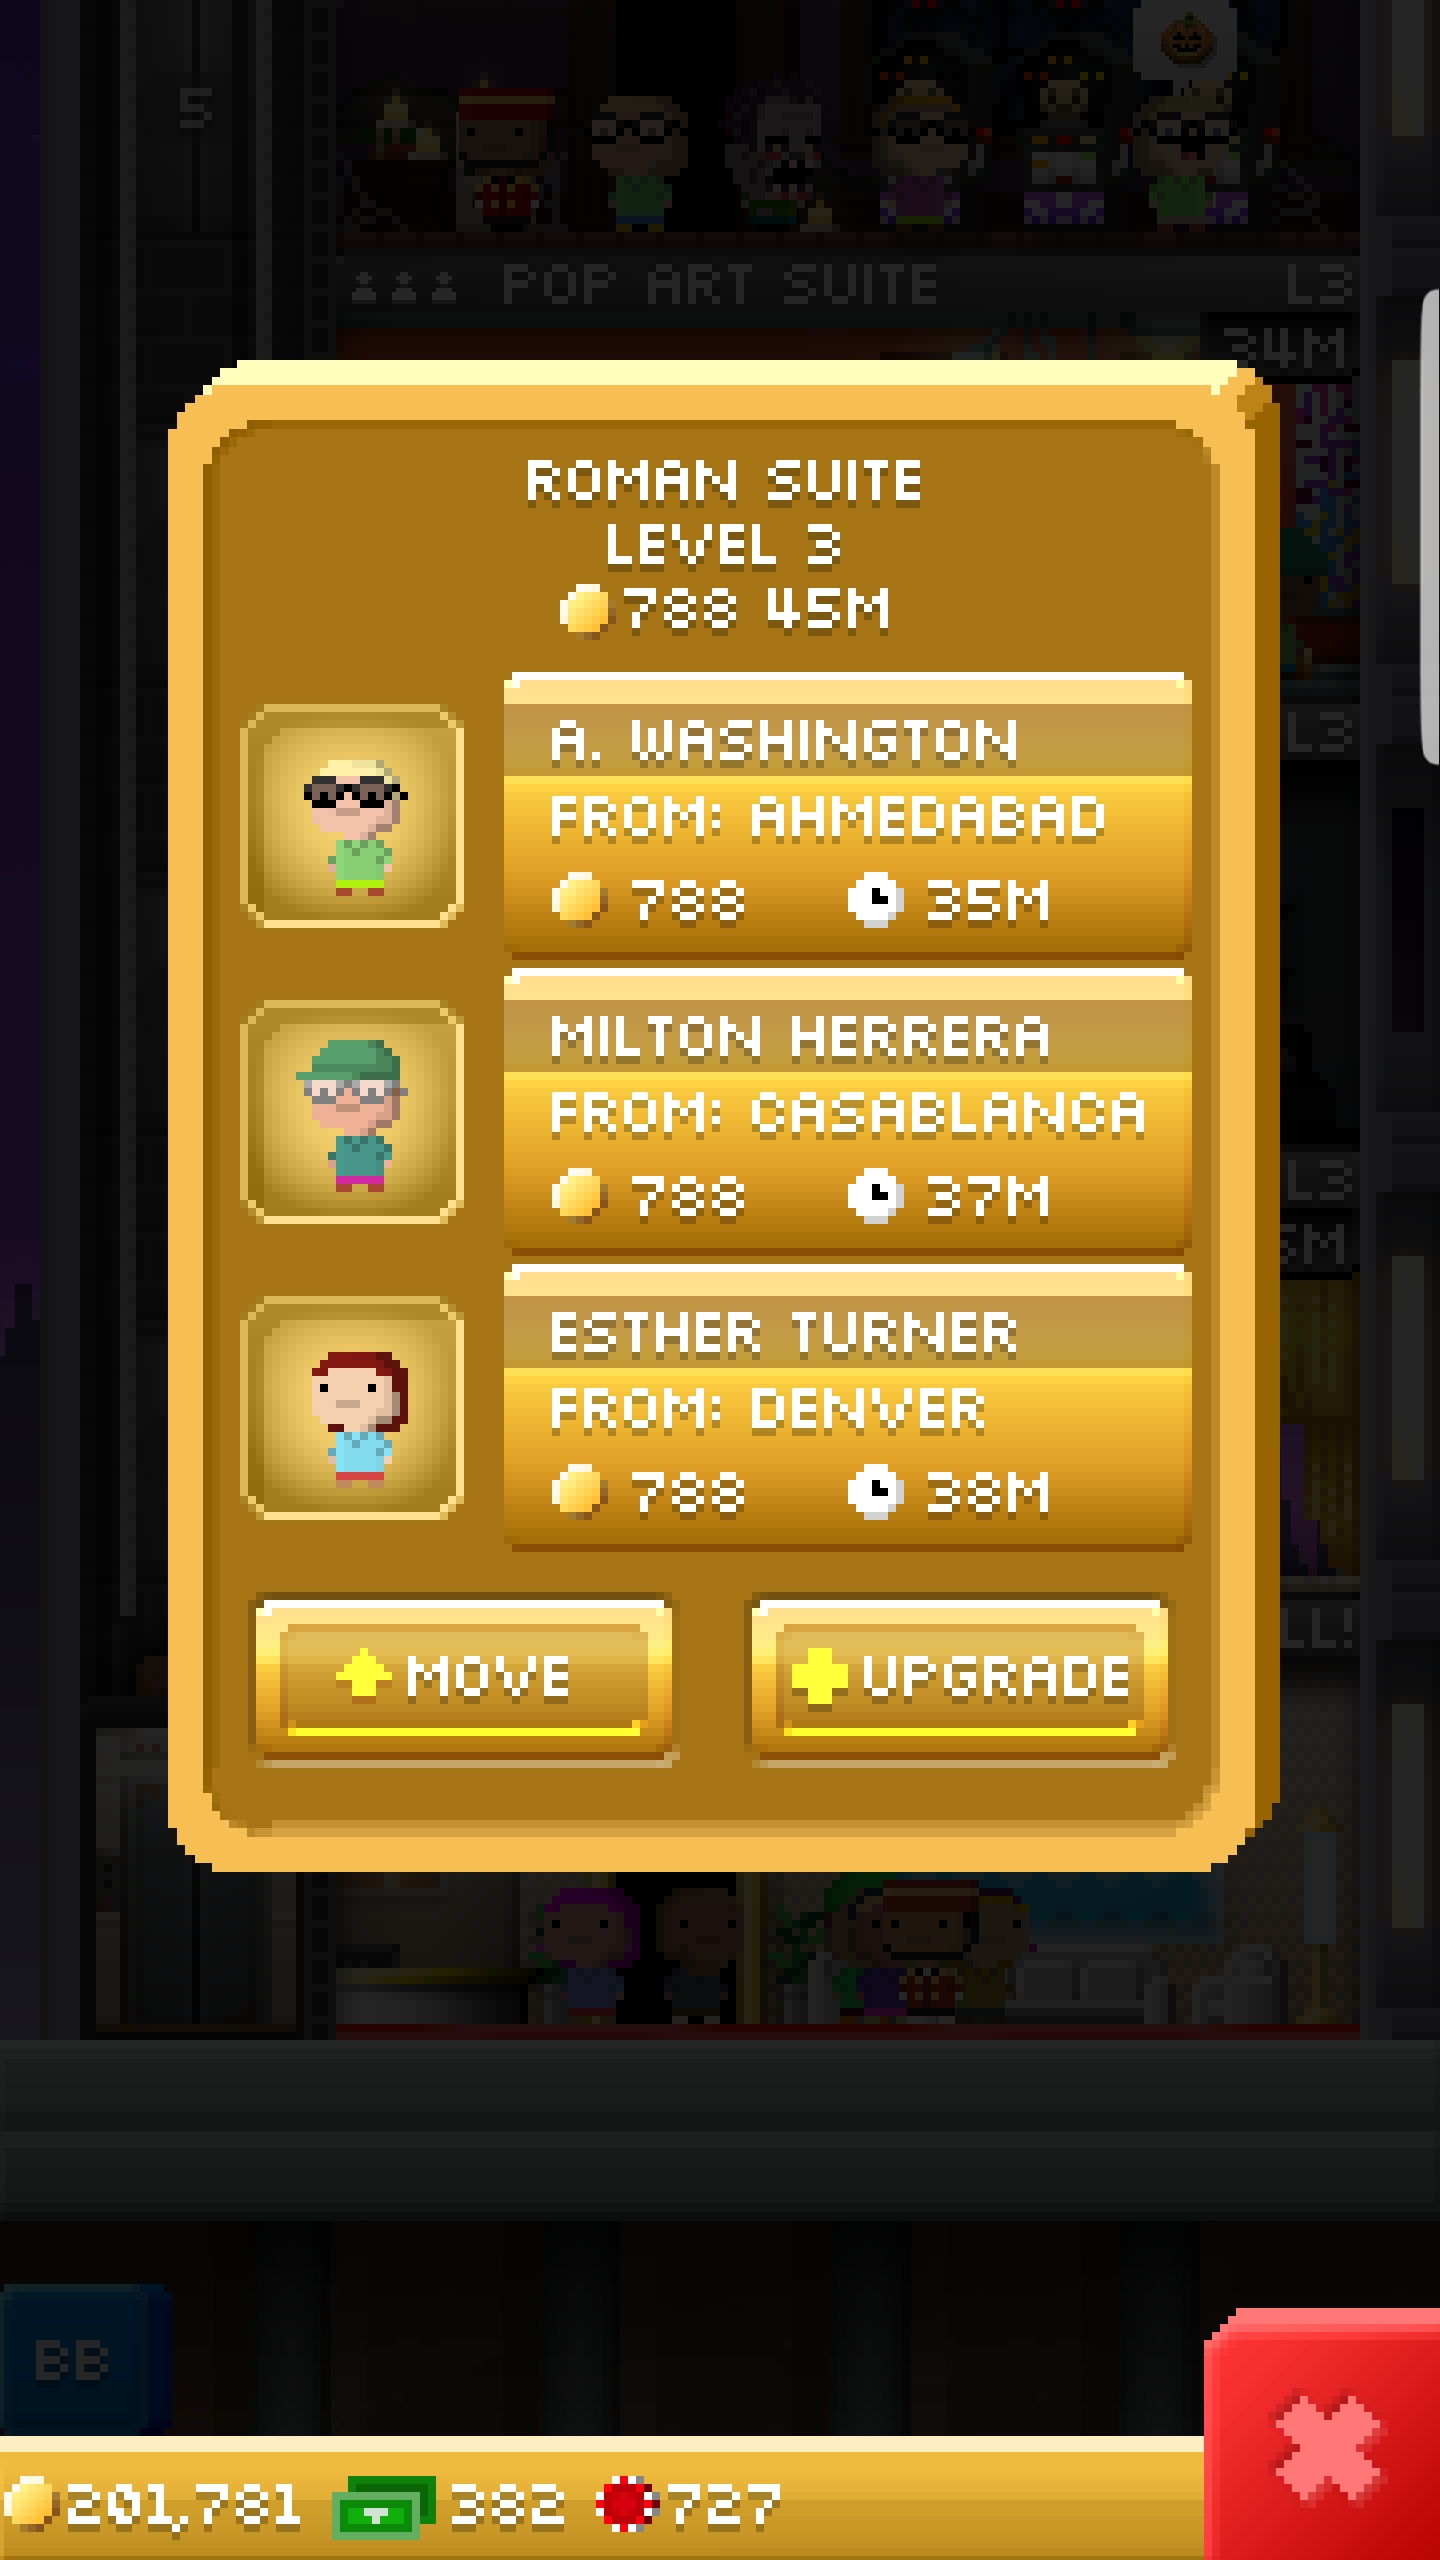 5
POP ART SUITE L3
34M
ROMAN SUITE
LEVEL 3
788 45M
A. WASHINGTON
FROM: AHMEDABAD
788 35M
L3
MILTON HERRERA
FROM: CASABLANCA
788 37M
L3
ESTHER TURNER
FROM: DENVER
788 38M
MOVE
UPGRADE
BB
201,781 382 727